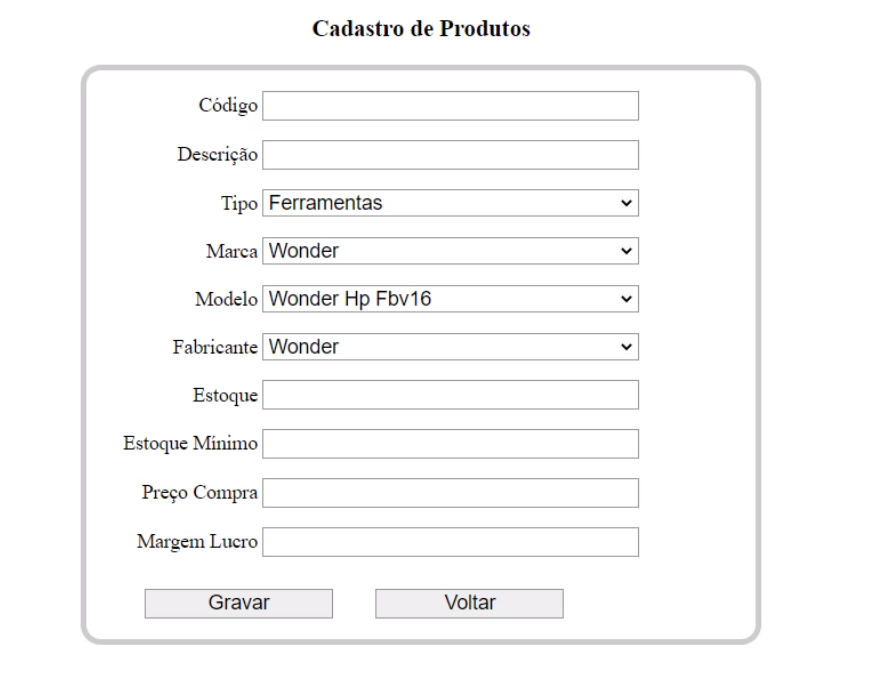 Cadastro de Produtos
Código
Descrição
Tipo Ferramentas
Marca Wonder
Modelo Wonder Hp Fbv16
Fabricante Wonder
Estoque
Estoque Mínimo
Preço Compra
Margem Lucro
Gravar Voltar